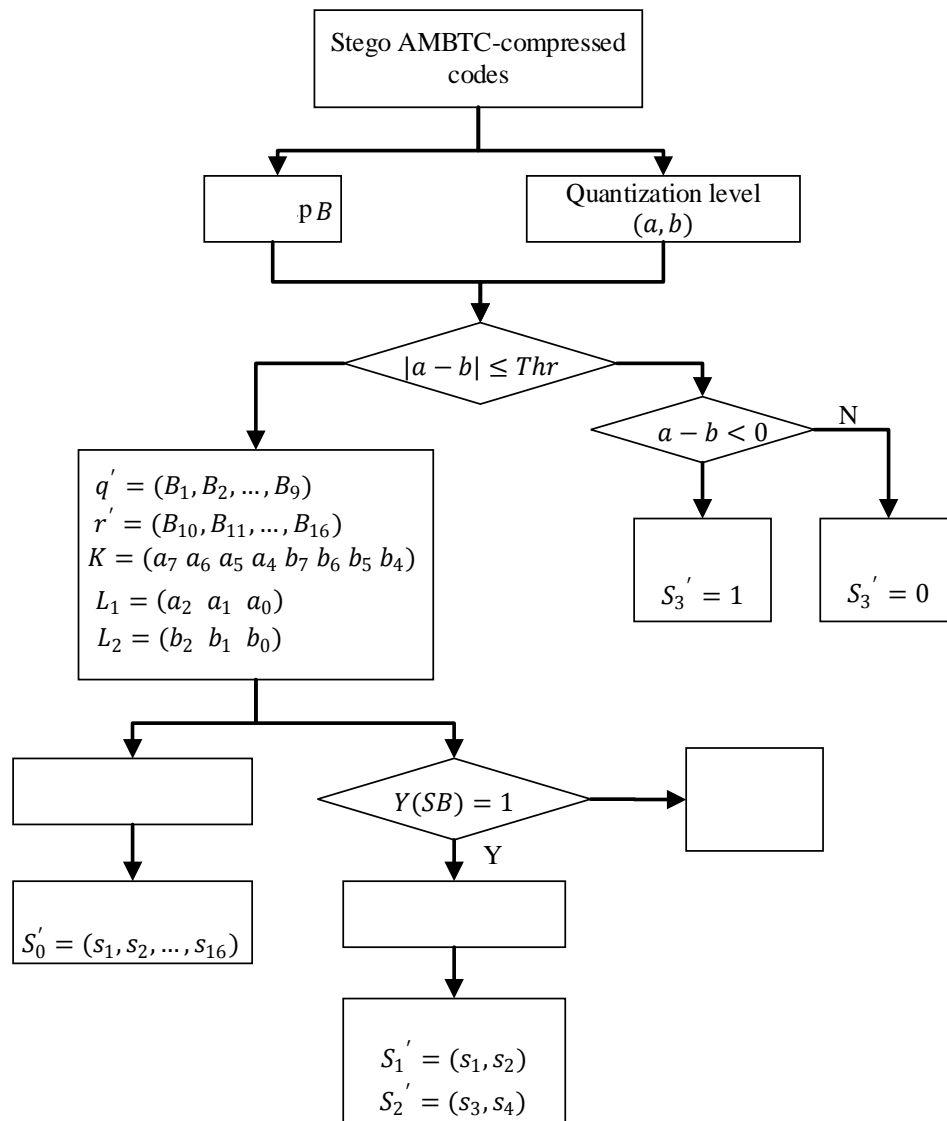 Stego AMBTC-compressed
codes
p B
Quantization level
(a, b)
|a − b| ≤ Thr
a − b < 0
N
q′ = (B₁, B₂, …, B₉)
r′ = (B₁₀, B₁₁, …, B₁₆)
K = (a₇ a₆ a₅ a₄ b₇ b₆ b₅ b₄)
L₁ = (a₂ a₁ a₀)
L₂ = (b₂ b₁ b₀)
S₃′ = 1
S₃′ = 0
Y(SB) = 1
Y
S₀′ = (s₁, s₂, …, s₁₆)
S₁′ = (s₁, s₂)
S₂′ = (s₃, s₄)